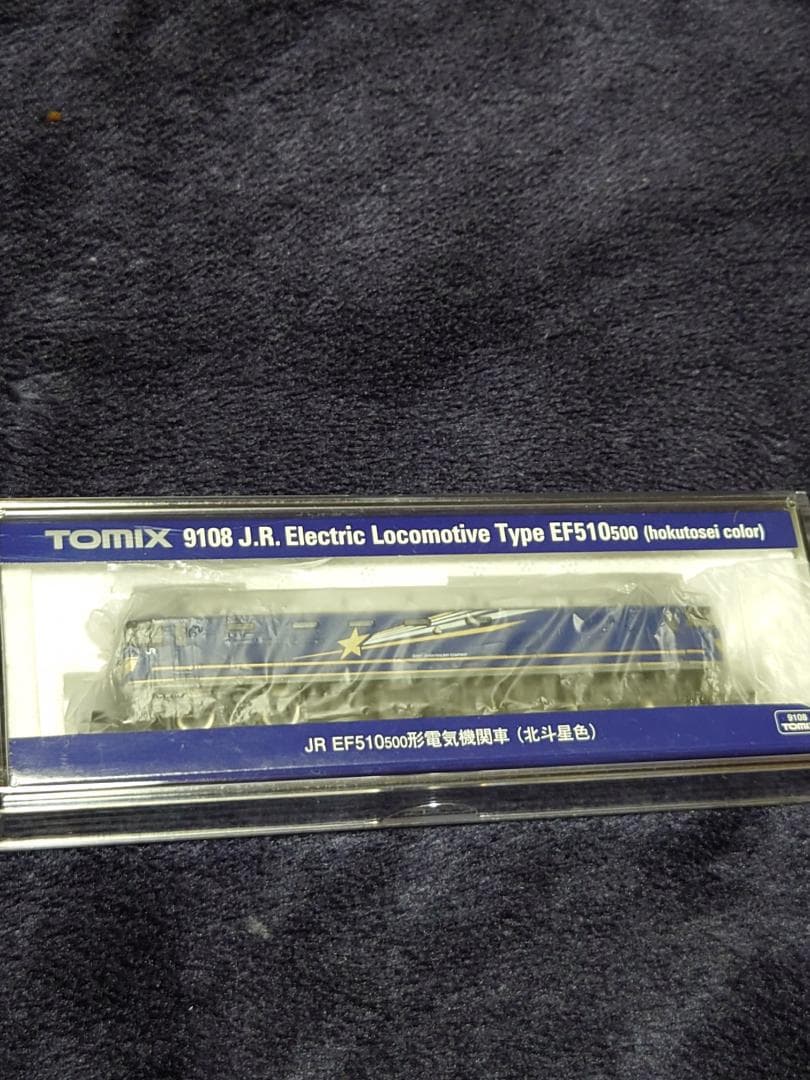 TOMIX 9108 J.R. Electric Locomotive Type EF510500 (hokutosei color)
JR
JR EF510500形電気機関車（北斗星色）
9108
TOMIX